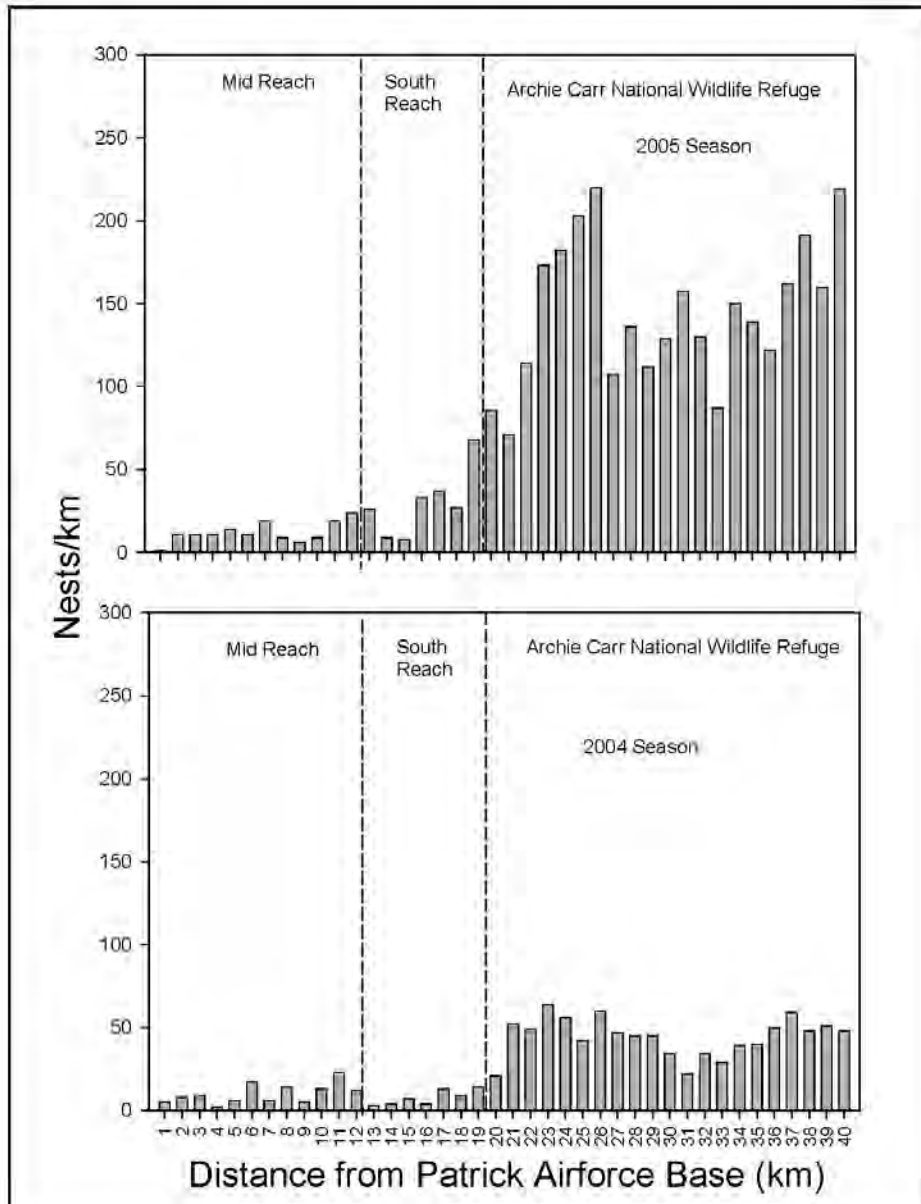 300
250
200
150
100
50
0
Mid Reach
South
Reach
Archie Carr National Wildlife Refuge
2005 Season
Nests/km
300
250
200
150
100
50
0
Mid Reach
South
Reach
Archie Carr National Wildlife Refuge
2004 Season
1 2 3 4 5 6 7 8 9 10 11 12 13 14 15 16 17 18 19 20 21 22 23 24 25 26 27 28 29 30 31 32 33 34 35 36 37 38 39 40
Distance from Patrick Airforce Base (km)